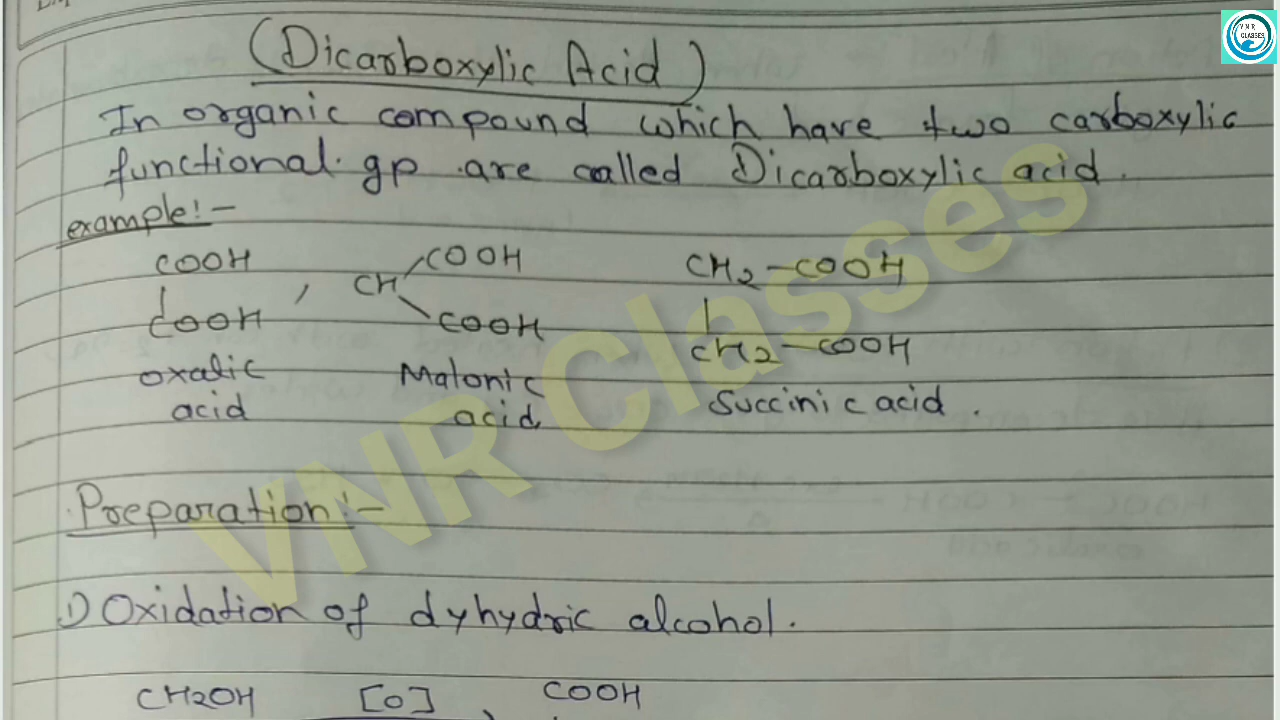 (Dicarboxylic Acid)
In organic compound which have two carboxylic
functional gp are called Dicarboxylic acid.
example:-
COOH
|
COOH
,
CH
COOH
COOH
CH2-COOH
|
CH2-COOH
oxalic
acid
Malonic
acid
Succinic acid.
Preparation:-
1) Oxidation of dyhydric alcohol.
CH2OH [O] COOH
VNR Classes
VNR
CLASSES